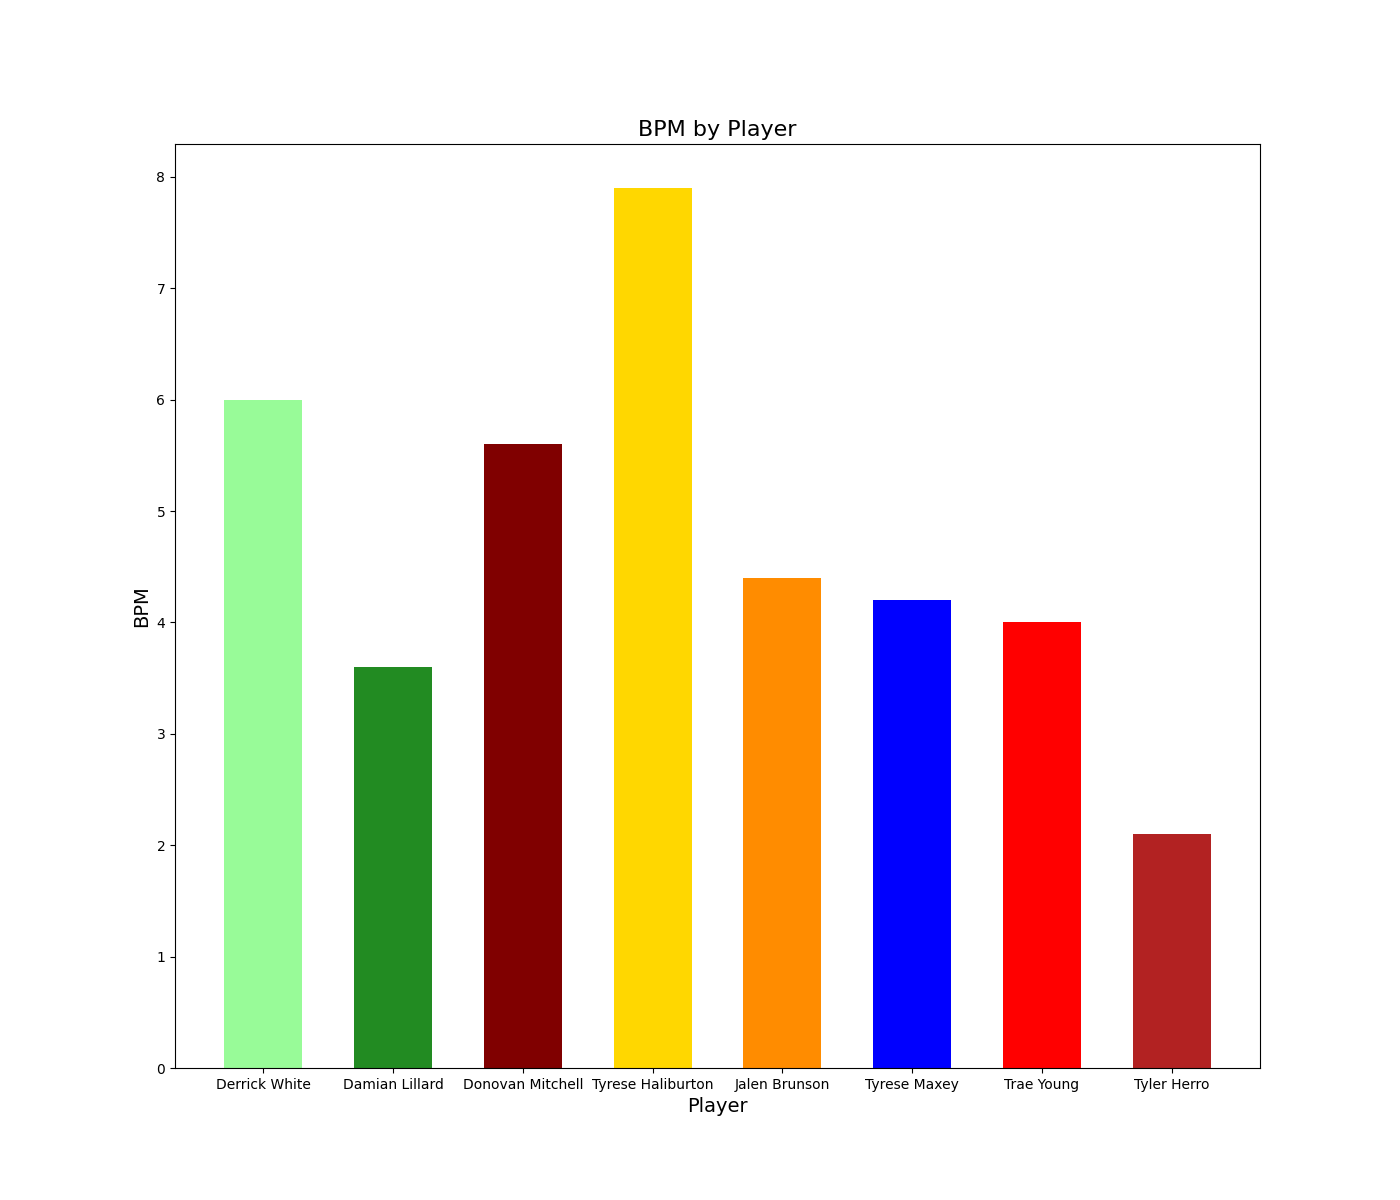 BPM by Player
BPM
8
7
6
5
4
3
2
1
0
Derrick White Damian Lillard Donovan Mitchell Tyrese Haliburton Jalen Brunson Tyrese Maxey Trae Young Tyler Herro
Player